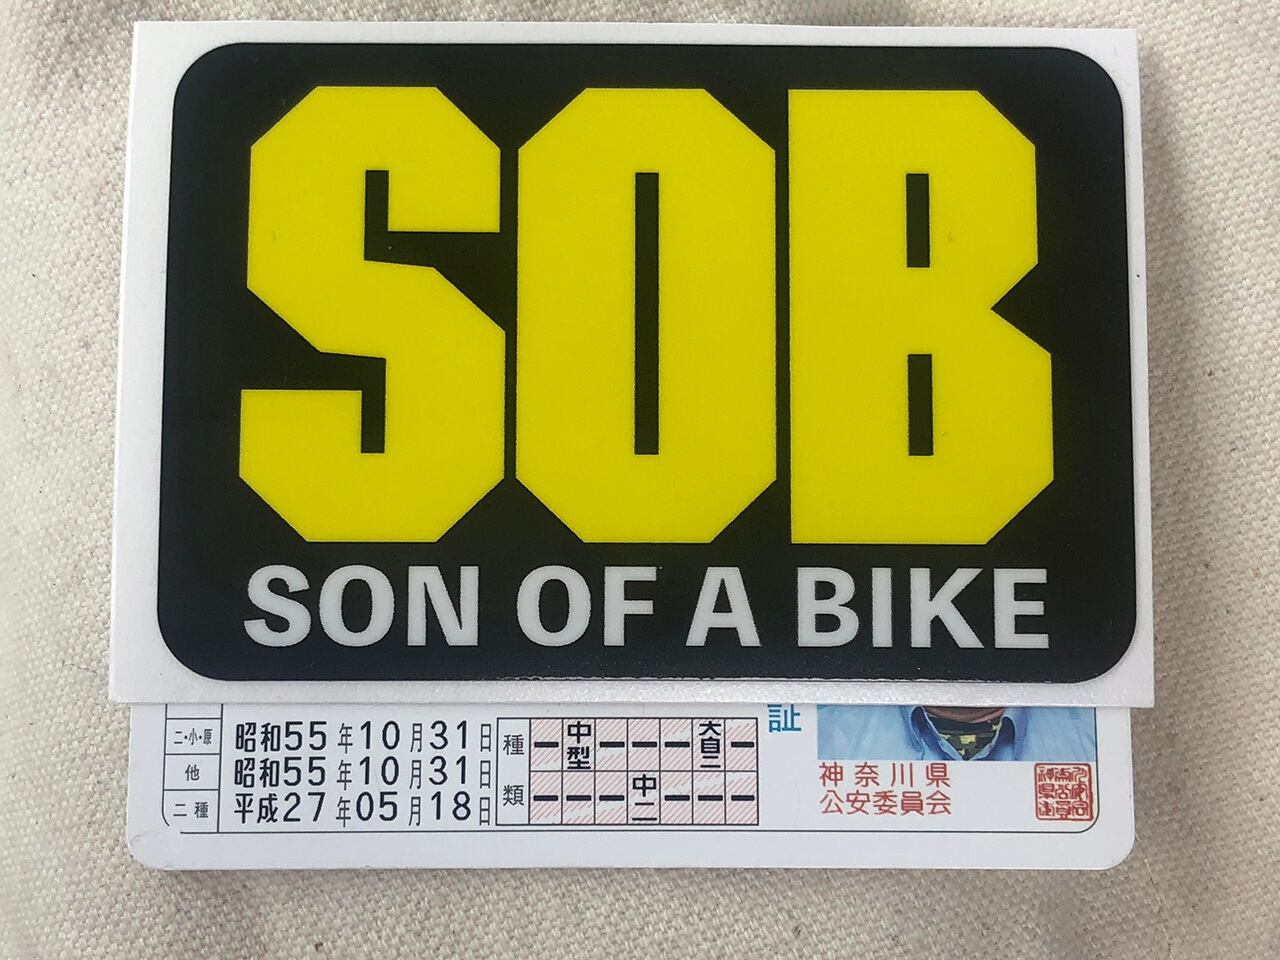 SOB
SON OF A BIKE
証
二・小・原 昭和55年10月31日
他 昭和55年10月31日
二種 平成27年05月18日
種類
中型 大自二
中二
神奈川県
公安委員会